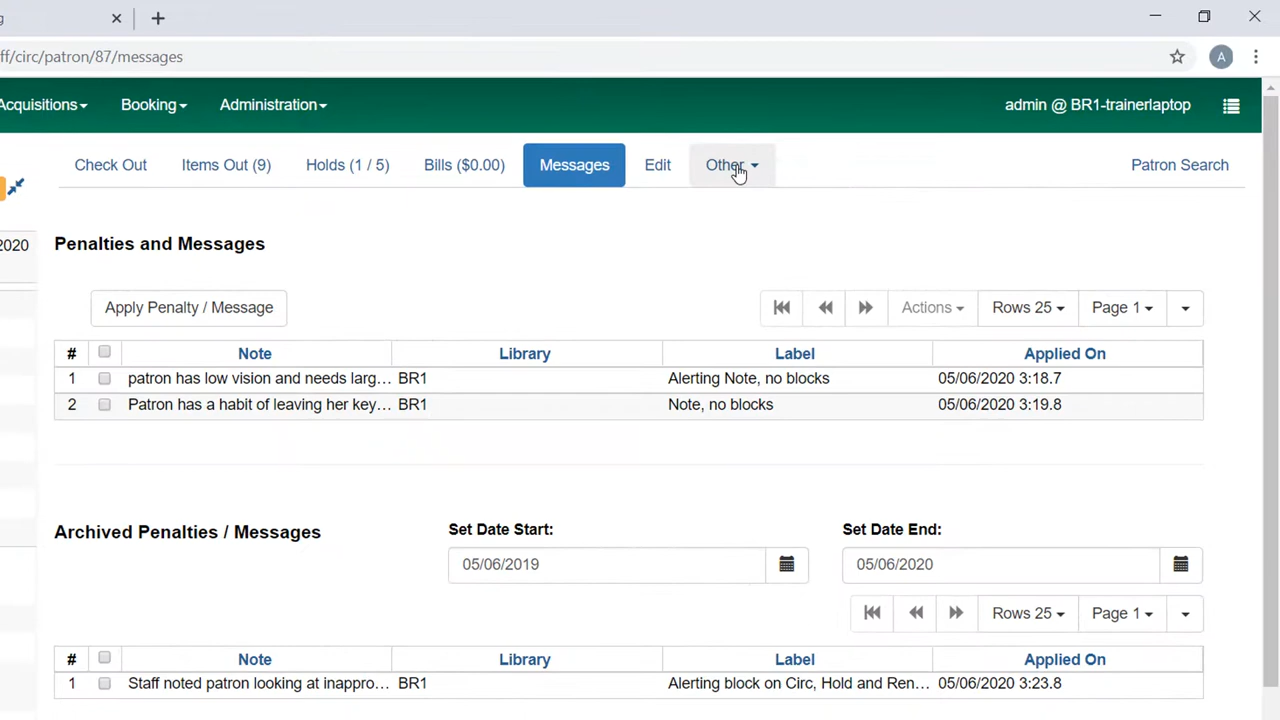 g
ff/circ/patron/87/messages
A
Acquisitions Booking Administration admin @ BR1-trainerlaptop
Check Out Items Out (9) Holds (1 / 5) Bills ($0.00) Messages Edit Other Patron Search
2020
Penalties and Messages
Apply Penalty / Message Actions Rows 25 Page 1
# Note Library Label Applied On
1 patron has low vision and needs larg... BR1 Alerting Note, no blocks 05/06/2020 3:18.7
2 Patron has a habit of leaving her key... BR1 Note, no blocks 05/06/2020 3:19.8
Archived Penalties / Messages Set Date Start: Set Date End:
05/06/2019 05/06/2020
Rows 25 Page 1
# Note Library Label Applied On
1 Staff noted patron looking at inappro... BR1 Alerting block on Circ, Hold and Ren... 05/06/2020 3:23.8